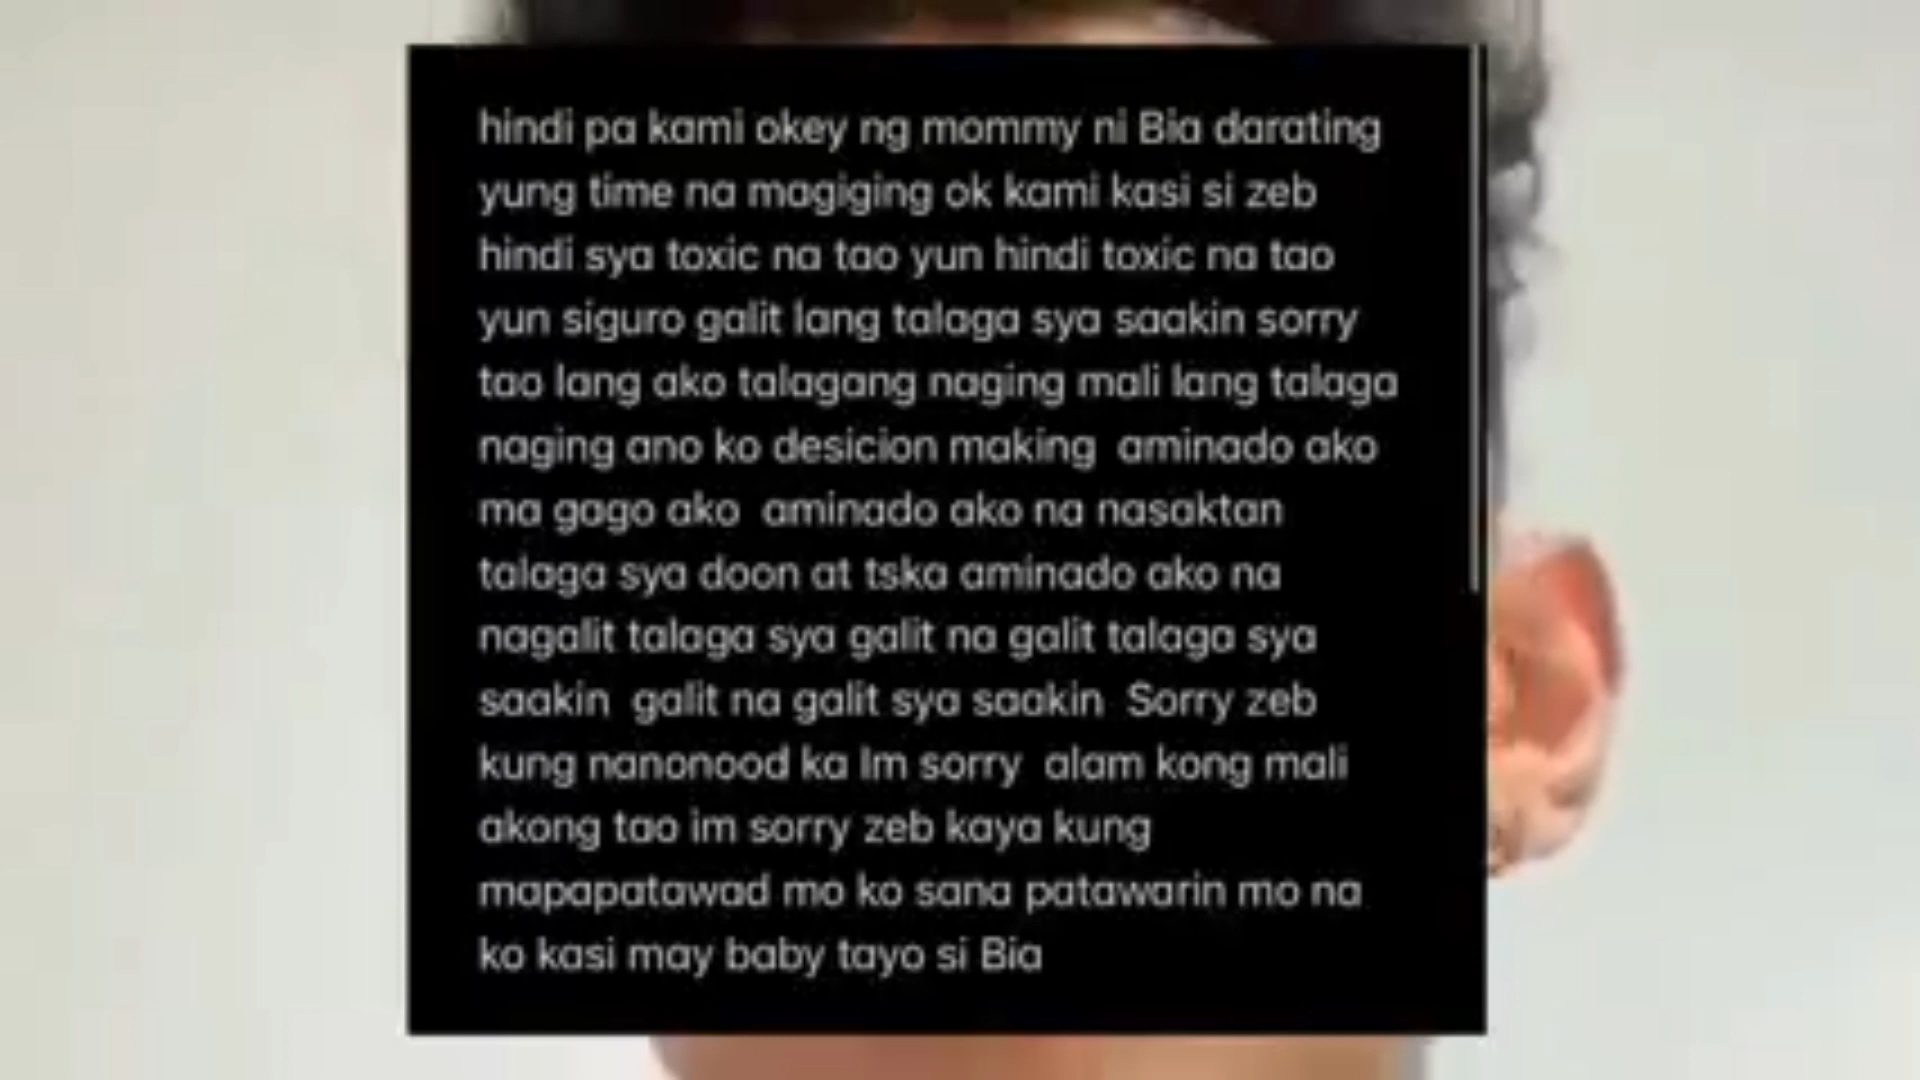 hindi pa kami okey ng mommy ni Bia darating
yung time na magiging ok kami kasi si zeb
hindi sya toxic na tao yun hindi toxic na tao
yun siguro galit lang talaga sya saakin sorry
tao lang ako talagang naging mali lang talaga
naging ano ko desicion making  aminado ako
ma gago ako  aminado ako na nasaktan
talaga sya doon at tska aminado ako na
nagalit talaga sya galit na galit talaga sya
saakin  galit na galit sya saakin  Sorry zeb
kung nanonood ka Im sorry  alam kong mali
akong tao im sorry zeb kaya kung
mapapatawad mo ko sana patawarin mo na
ko kasi may baby tayo si Bia